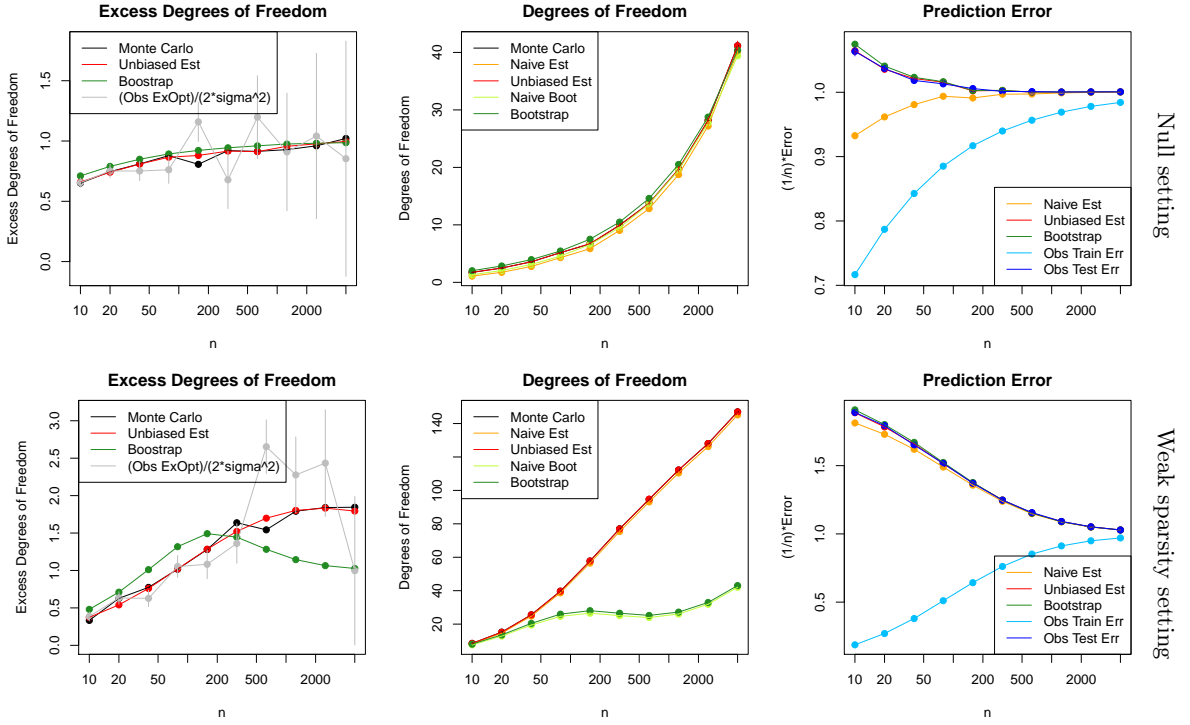 Excess Degrees of Freedom
Degrees of Freedom
Prediction Error
Excess Degrees of Freedom
0.0 0.5 1.0 1.5
Monte Carlo
Unbiased Est
Boostrap
(Obs ExOpt)/(2*sigma^2)
10 20 50 200 500 2000
n
Degrees of Freedom
0 10 20 30 40
Monte Carlo
Naive Est
Unbiased Est
Naive Boot
Bootstrap
10 20 50 200 500 2000
n
(1/n)*Error
0.7 0.8 0.9 1.0
Naive Est
Unbiased Est
Bootstrap
Obs Train Err
Obs Test Err
10 20 50 200 500 2000
n
Null setting
Excess Degrees of Freedom
Degrees of Freedom
Prediction Error
Excess Degrees of Freedom
0.0 0.5 1.0 1.5 2.0 2.5 3.0
Monte Carlo
Unbiased Est
Boostrap
(Obs ExOpt)/(2*sigma^2)
10 20 50 200 500 2000
n
Degrees of Freedom
20 40 60 80 100 140
Monte Carlo
Naive Est
Unbiased Est
Naive Boot
Bootstrap
10 20 50 200 500 2000
n
(1/n)*Error
0.5 1.0 1.5
Naive Est
Unbiased Est
Bootstrap
Obs Train Err
Obs Test Err
10 20 50 200 500 2000
n
Weak sparsity setting